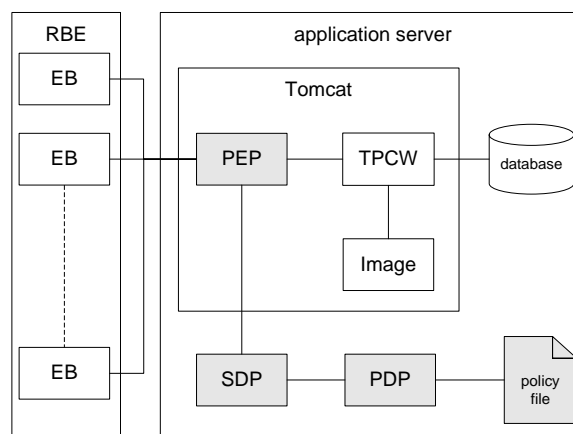 RBE
application server
EB
Tomcat
EB
PEP
TPCW
database
Image
EB
SDP
PDP
policy
file